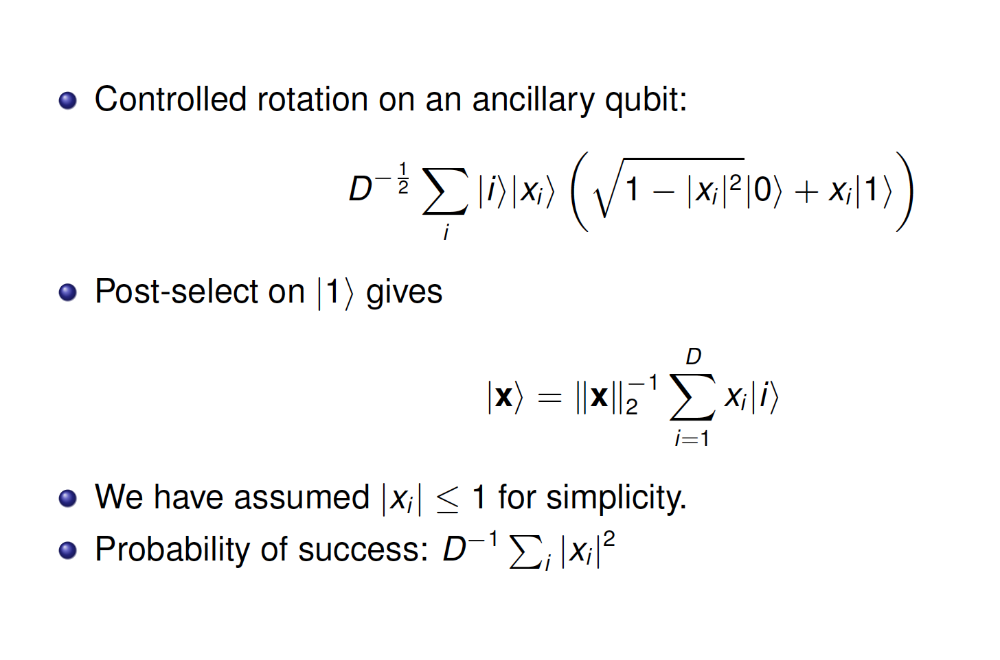 Controlled rotation on an ancillary qubit:
$D^{-\frac{1}{2}} \sum_{i} |i\rangle|x_i\rangle \left( \sqrt{1 - |x_i|^2}|0\rangle + x_i|1\rangle \right)$
Post-select on $|1\rangle$ gives
$|\mathbf{x}\rangle = \|\mathbf{x}\|_2^{-1} \sum_{i=1}^{D} x_i|i\rangle$
We have assumed $|x_i| \leq 1$ for simplicity.
Probability of success: $D^{-1} \sum_i |x_i|^2$